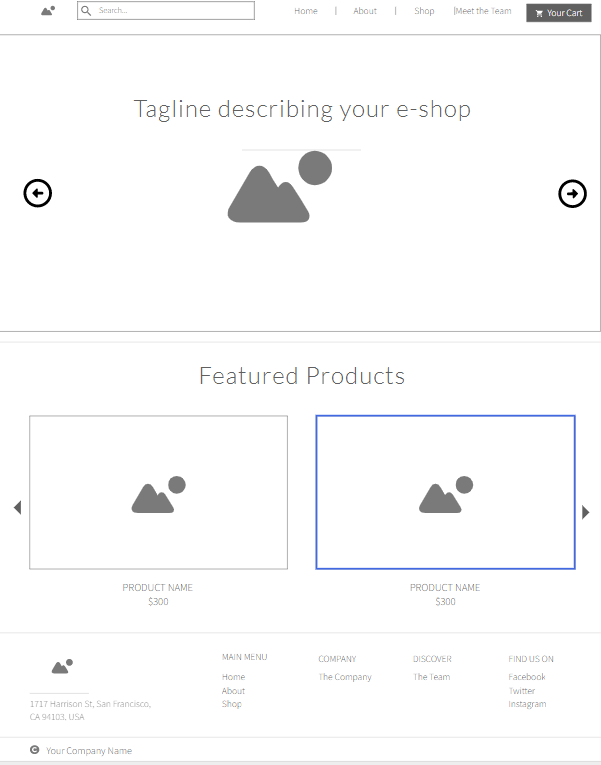 Search...
Home | About | Shop |Meet the Team
Your Cart
Tagline describing your e-shop
Featured Products
PRODUCT NAME
$300
PRODUCT NAME
$300
1717 Harrison St, San Francisco,
CA 94103, USA
MAIN MENU
Home
About
Shop
COMPANY
The Company
DISCOVER
The Team
FIND US ON
Facebook
Twitter
Instagram
© Your Company Name